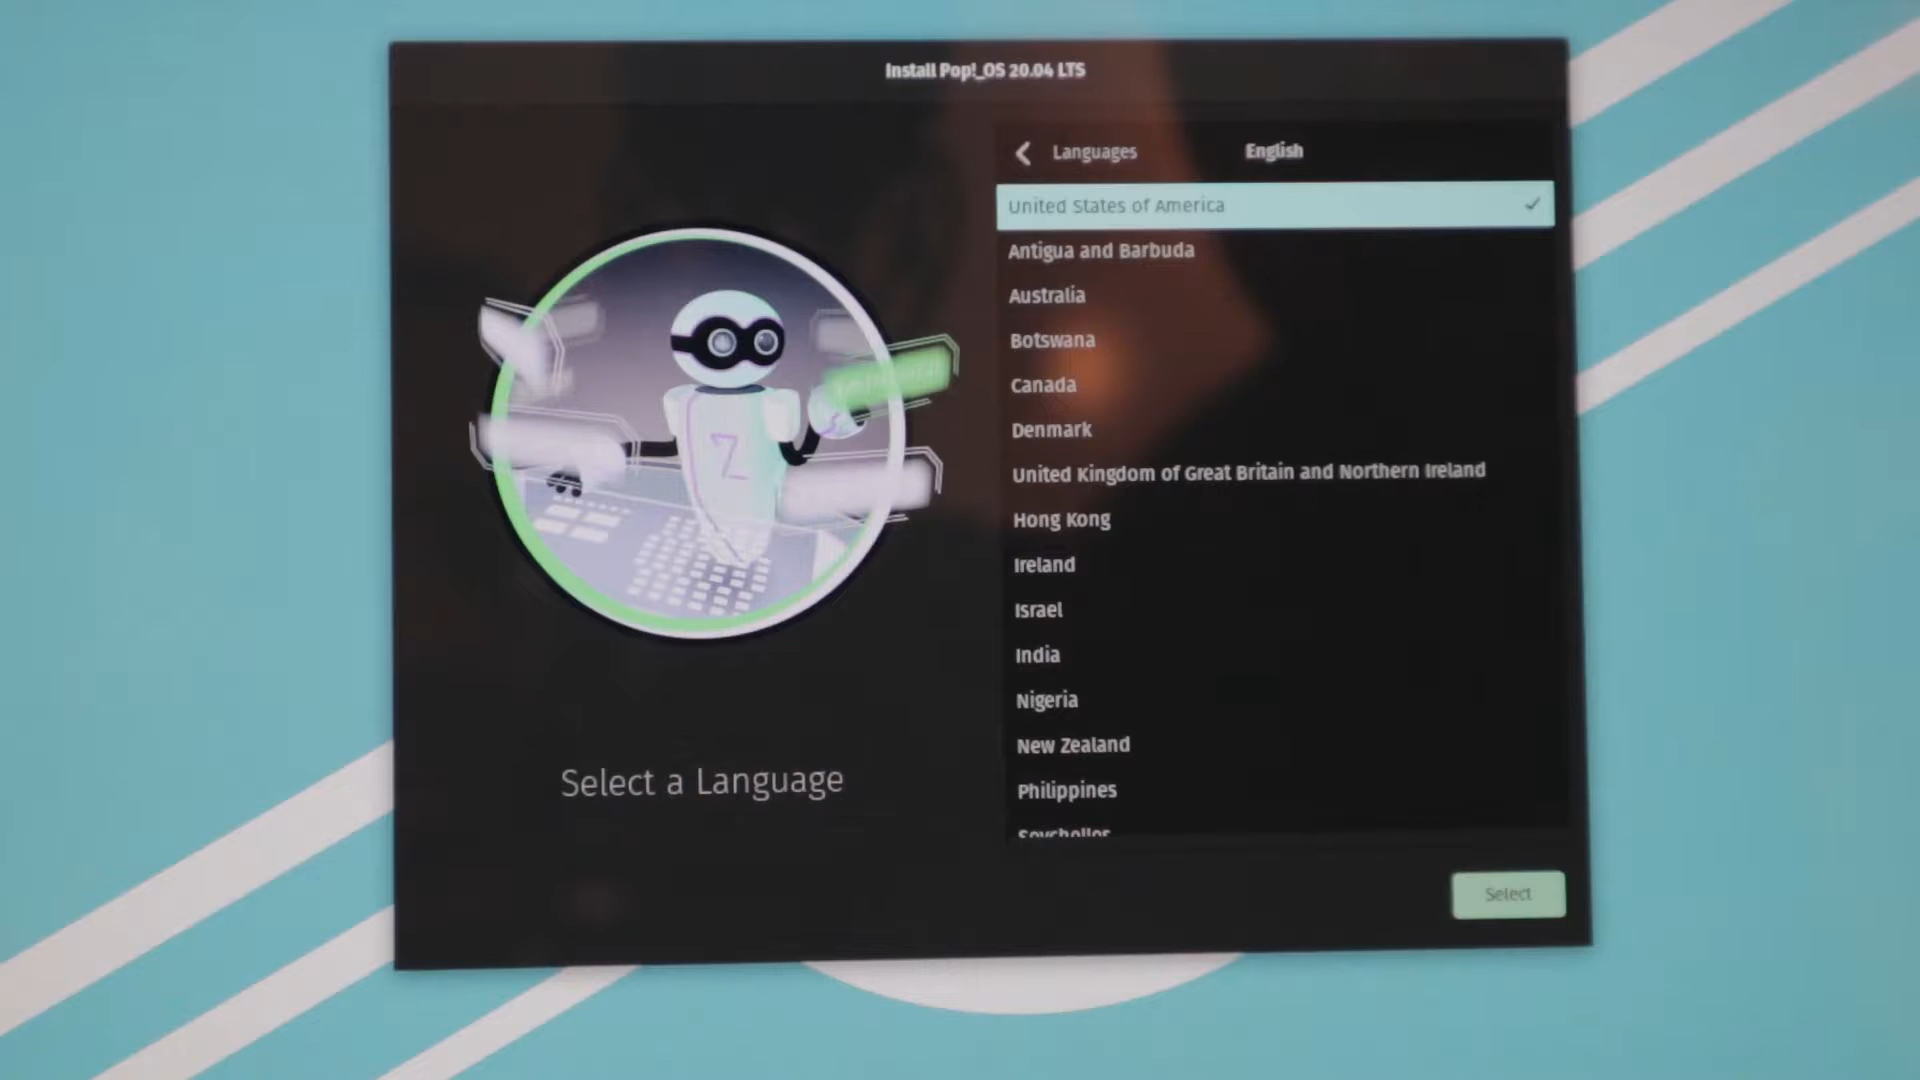 Install Pop!_OS 20.04 LTS
Languages
English
United States of America
Antigua and Barbuda
Australia
Botswana
Canada
Denmark
United Kingdom of Great Britain and Northern Ireland
Hong Kong
Ireland
Israel
India
Nigeria
New Zealand
Philippines
Seychelles
Select a Language
Select
Z